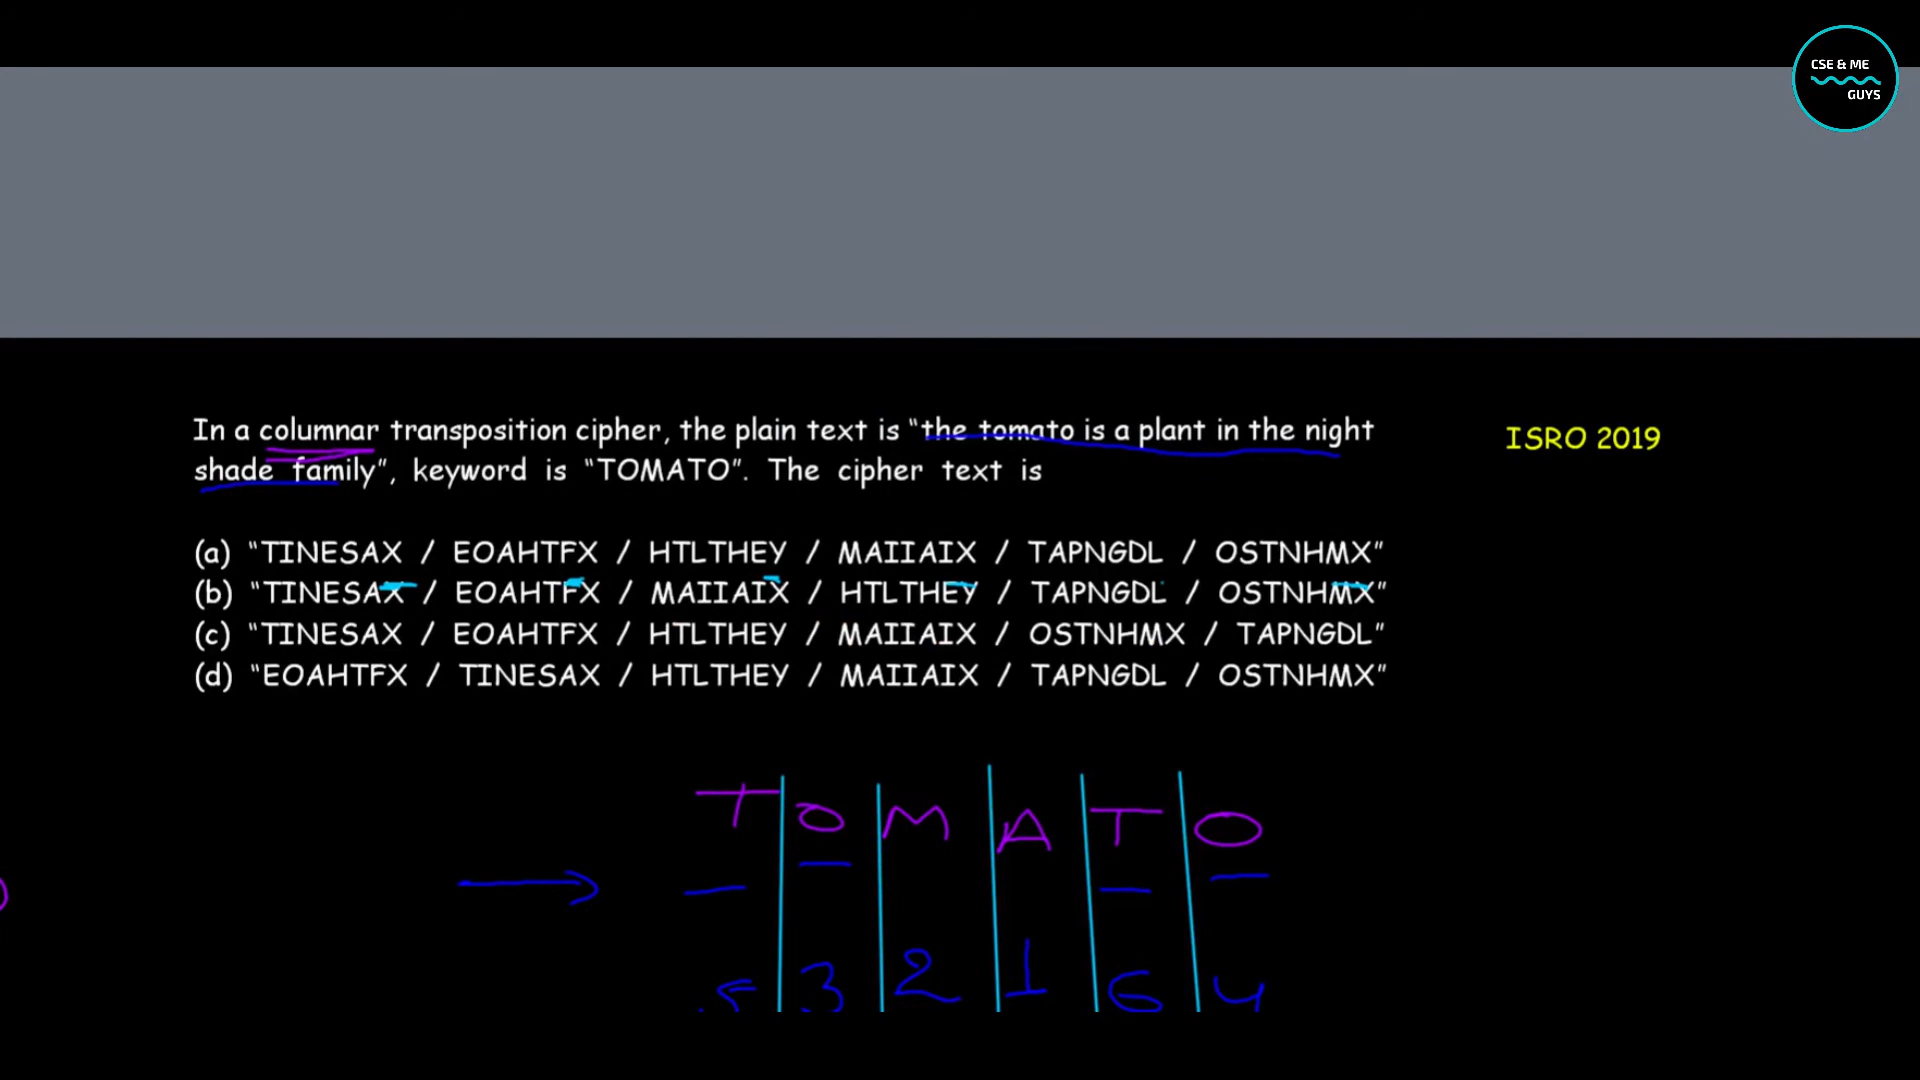 CSE & ME
GUYS
In a columnar transposition cipher, the plain text is “the tomato is a plant in the night
shade family”, keyword is “TOMATO”. The cipher text is
ISRO 2019
(a) “TINESAX / EOAHTFX / HTLTHEY / MAIIAIX / TAPNGDL / OSTNHMX”
(b) “TINESAX / EOAHTFX / MAIIAIX / HTLTHEY / TAPNGDL / OSTNHMX”
(c) “TINESAX / EOAHTFX / HTLTHEY / MAIIAIX / OSTNHMX / TAPNGDL”
(d) “EOAHTFX / TINESAX / HTLTHEY / MAIIAIX / TAPNGDL / OSTNHMX”
T O M A T O
5 3 2 1 6 4